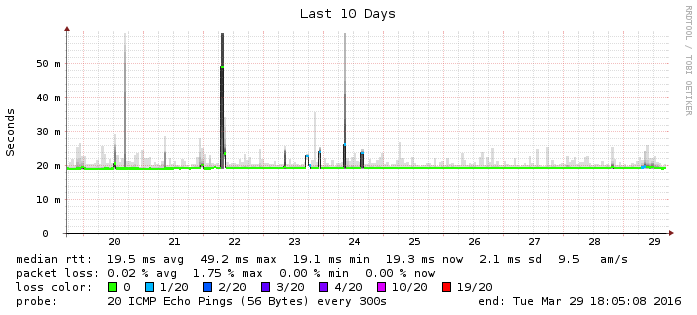 Last 10 Days
RRDTOOL / TOBI OETIKER
Seconds
50 m
40 m
30 m
20 m
10 m
0
20 21 22 23 24 25 26 27 28 29
median rtt: 19.5 ms avg 49.2 ms max 19.1 ms min 19.3 ms now 2.1 ms sd 9.5 am/s
packet loss: 0.02 % avg 1.75 % max 0.00 % min 0.00 % now
loss color: 0 1/20 2/20 3/20 4/20 10/20 19/20
probe: 20 ICMP Echo Pings (56 Bytes) every 300s end: Tue Mar 29 18:05:08 2016